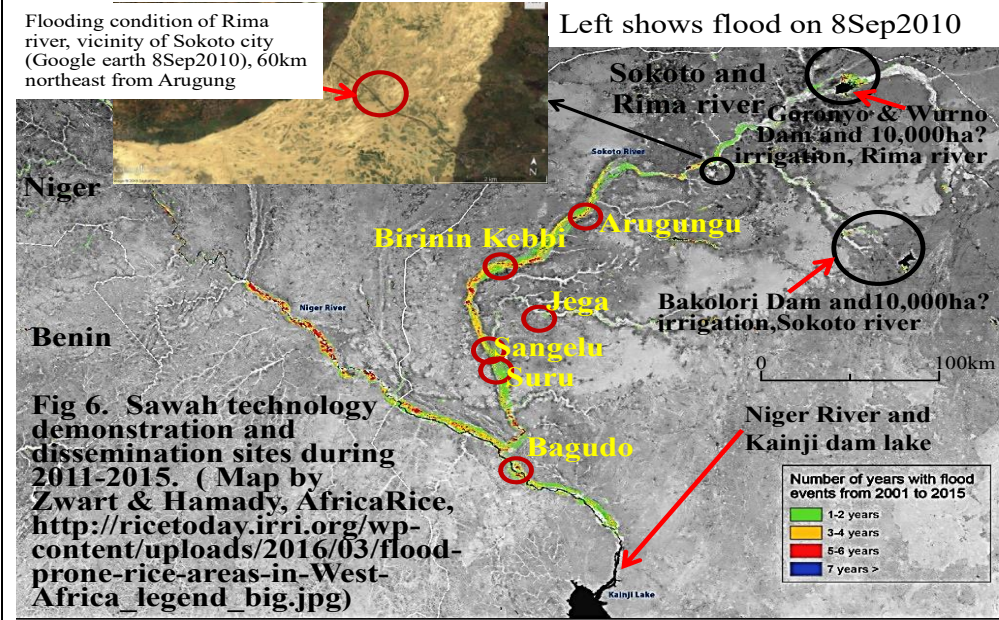 Flooding condition of Rima
river, vicinity of Sokoto city
(Google earth 8Sep2010), 60km
northeast from Arugung
Left shows flood on 8Sep2010
Sokoto and
Rima river
Goronyo & Wurno
Dam and 10,000ha?
irrigation, Rima river
Sokoto River
N
Niger
Arugungu
Birinin Kebbi
Niger River
Jega
Bakolori Dam and10,000ha?
irrigation,Sokoto river
Benin
Sangelu
Suru
0
100km
Fig 6. Sawah technology
demonstration and
dissemination sites during
2011-2015. ( Map by
Zwart & Hamady, AfricaRice,
http://ricetoday.irri.org/wp-
content/uploads/2016/03/flood-
prone-rice-areas-in-West-
Africa_legend_big.jpg)
Bagudo
Niger River and
Kainji dam lake
Number of years with flood
events from 2001 to 2015
1-2 years
3-4 years
5-6 years
7 years >
Kainji Lake